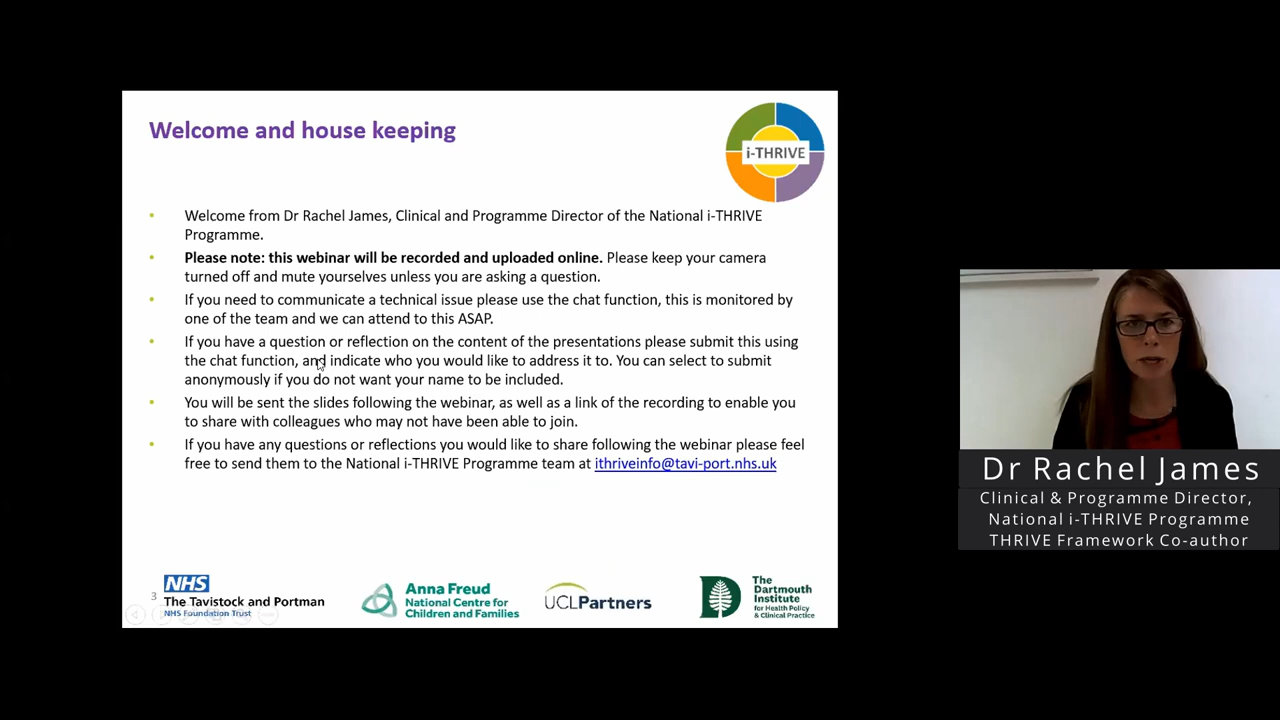 Welcome and house keeping
i-THRIVE
Welcome from Dr Rachel James, Clinical and Programme Director of the National i-THRIVE
Programme.
Please note: this webinar will be recorded and uploaded online. Please keep your camera
turned off and mute yourselves unless you are asking a question.
If you need to communicate a technical issue please use the chat function, this is monitored by
one of the team and we can attend to this ASAP.
If you have a question or reflection on the content of the presentations please submit this using
the chat function, and indicate who you would like to address it to. You can select to submit
anonymously if you do not want your name to be included.
You will be sent the slides following the webinar, as well as a link of the recording to enable you
to share with colleagues who may not have been able to join.
If you have any questions or reflections you would like to share following the webinar please feel
free to send them to the National i-THRIVE Programme team at ithriveinfo@tavi-port.nhs.uk
3
NHS
The Tavistock and Portman
NHS Foundation Trust
Anna Freud
National Centre for
Children and Families
UCLPartners
The
Dartmouth
Institute
for Health Policy
& Clinical Practice
Dr Rachel James
Clinical & Programme Director,
National i-THRIVE Programme
THRIVE Framework Co-author